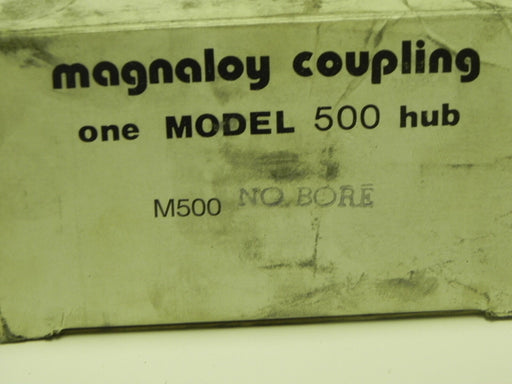 magnaloy coupling
one MODEL 500 hub
M500 NO BORE